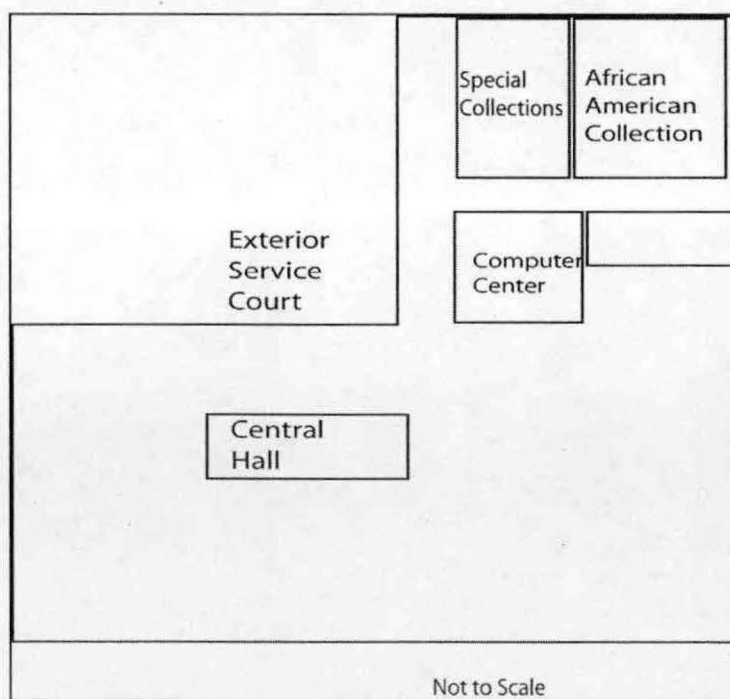 Special
Collections
African
American
Collection
Exterior
Service
Court
Computer
Center
Central
Hall
Not to Scale